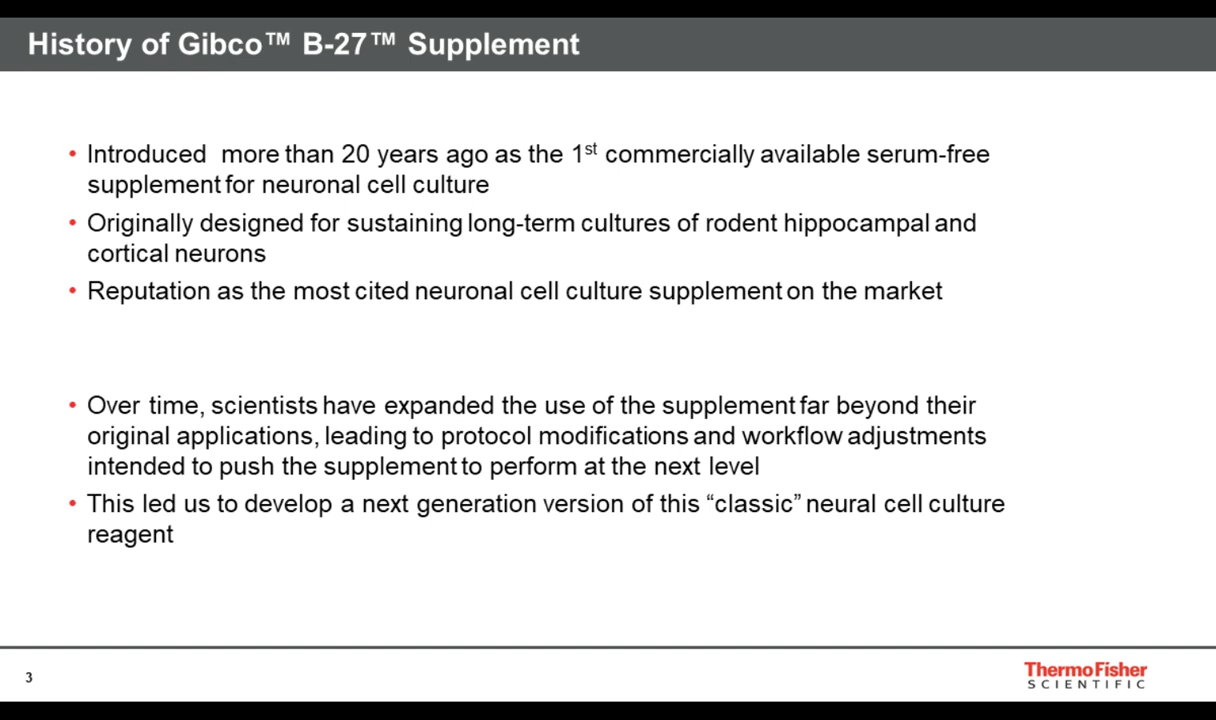 History of Gibco™ B-27™ Supplement
• Introduced more than 20 years ago as the 1st commercially available serum-free
supplement for neuronal cell culture
• Originally designed for sustaining long-term cultures of rodent hippocampal and
cortical neurons
• Reputation as the most cited neuronal cell culture supplement on the market
• Over time, scientists have expanded the use of the supplement far beyond their
original applications, leading to protocol modifications and workflow adjustments
intended to push the supplement to perform at the next level
• This led us to develop a next generation version of this “classic” neural cell culture
reagent
3
ThermoFisher
SCIENTIFIC